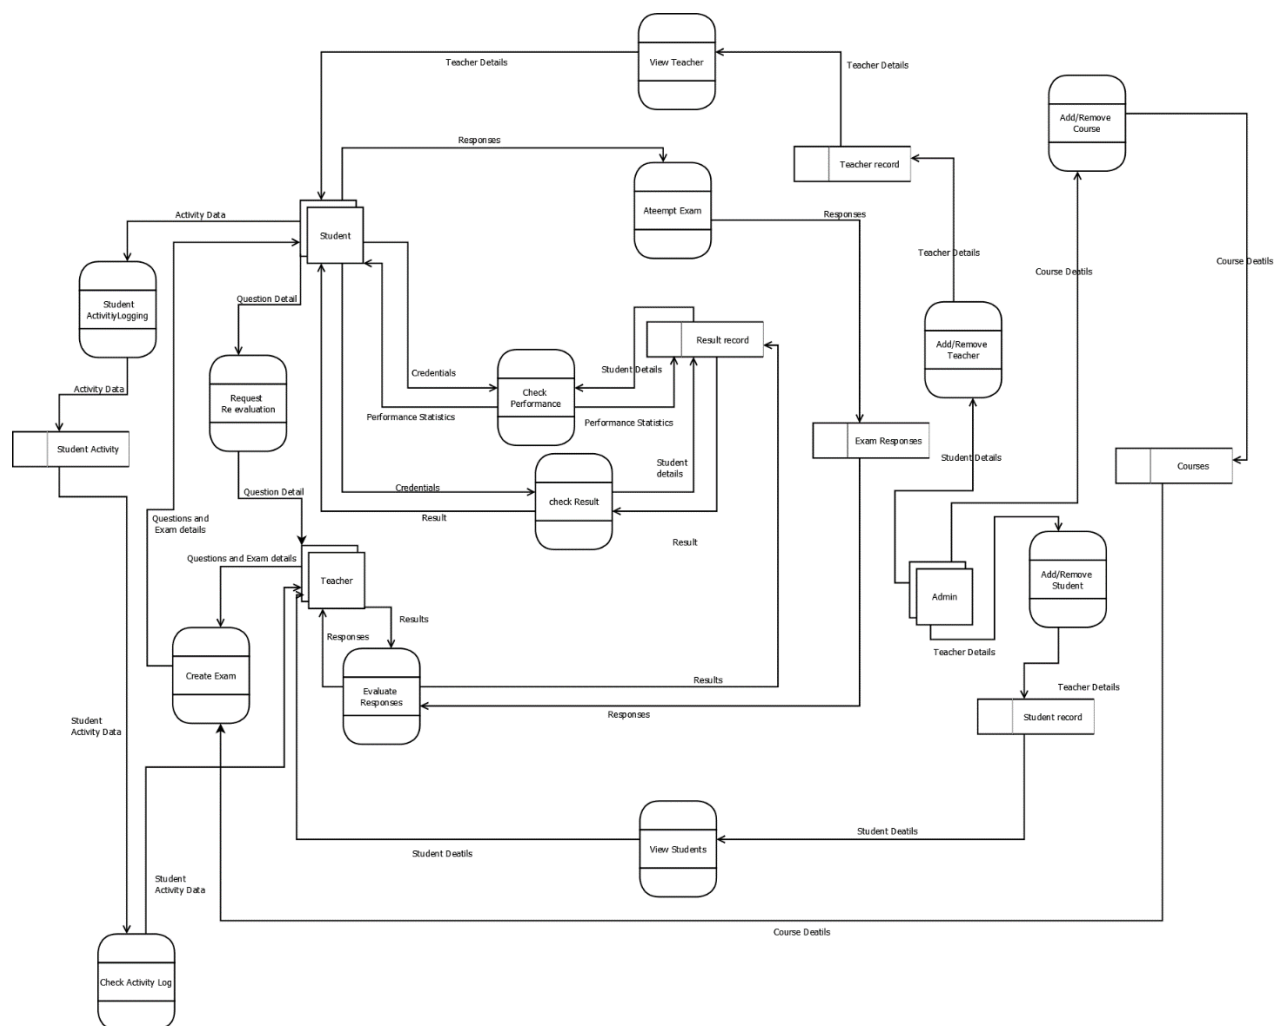 View Teacher
Teacher Details
Teacher Details
Add/Remove
Course
Responses
Teacher record
Ateempt Exam
Responses
Activity Data
Student
Teacher Details
Course Deatils
Course Deatils
Student
ActivitiyLogging
Question Detail
Result record
Add/Remove
Teacher
Activity Data
Request
Re evaluation
Credentials
Check
Performance
Student Details
Performance Statistics
Performance Statistics
Student Activity
Exam Responses
Student Details
Courses
Question Detail
Credentials
check Result
Student
details
Result
Result
Questions and
Exam details
Questions and Exam details
Teacher
Add/Remove
Student
Admin
Results
Responses
Teacher Details
Create Exam
Evaluate
Responses
Results
Responses
Teacher Details
Student record
Student
Activity Data
Student Deatils
Student Deatils
View Students
Student
Activity Data
Course Deatils
Check Activity Log